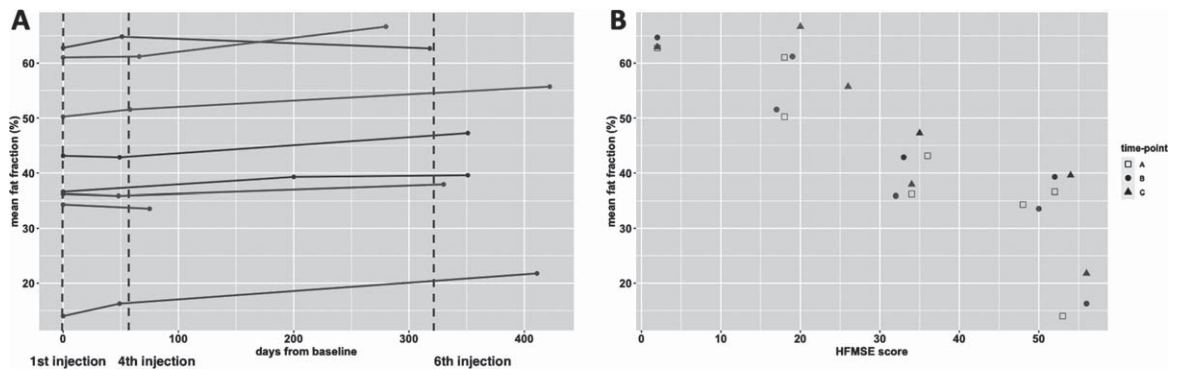 A
mean fat fraction (%)
60
50
40
30
20
0
100
200
300
400
1st injection
4th injection
days from baseline
6th injection
B
mean fat fraction (%)
60
50
40
30
20
0
10
20
30
40
50
HFMSE score
time-point
A
B
C